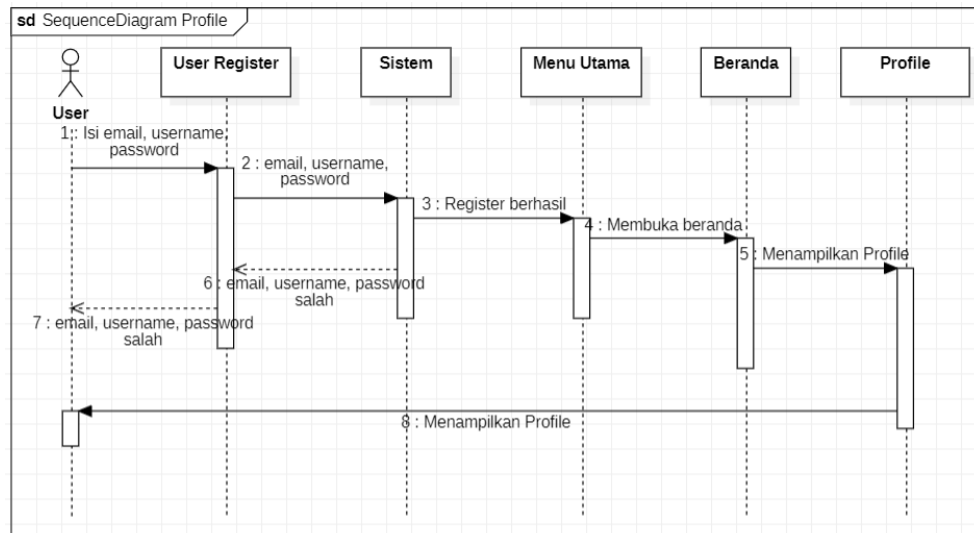 sd SequenceDiagram Profile
User Register
Sistem
Menu Utama
Beranda
Profile
User
1 : Isi email, username,
password
2 : email, username,
password
3 : Register berhasil
4 : Membuka beranda
5 : Menampilkan Profile
6 : email, username, password
salah
7 : email, username, password
salah
8 : Menampilkan Profile